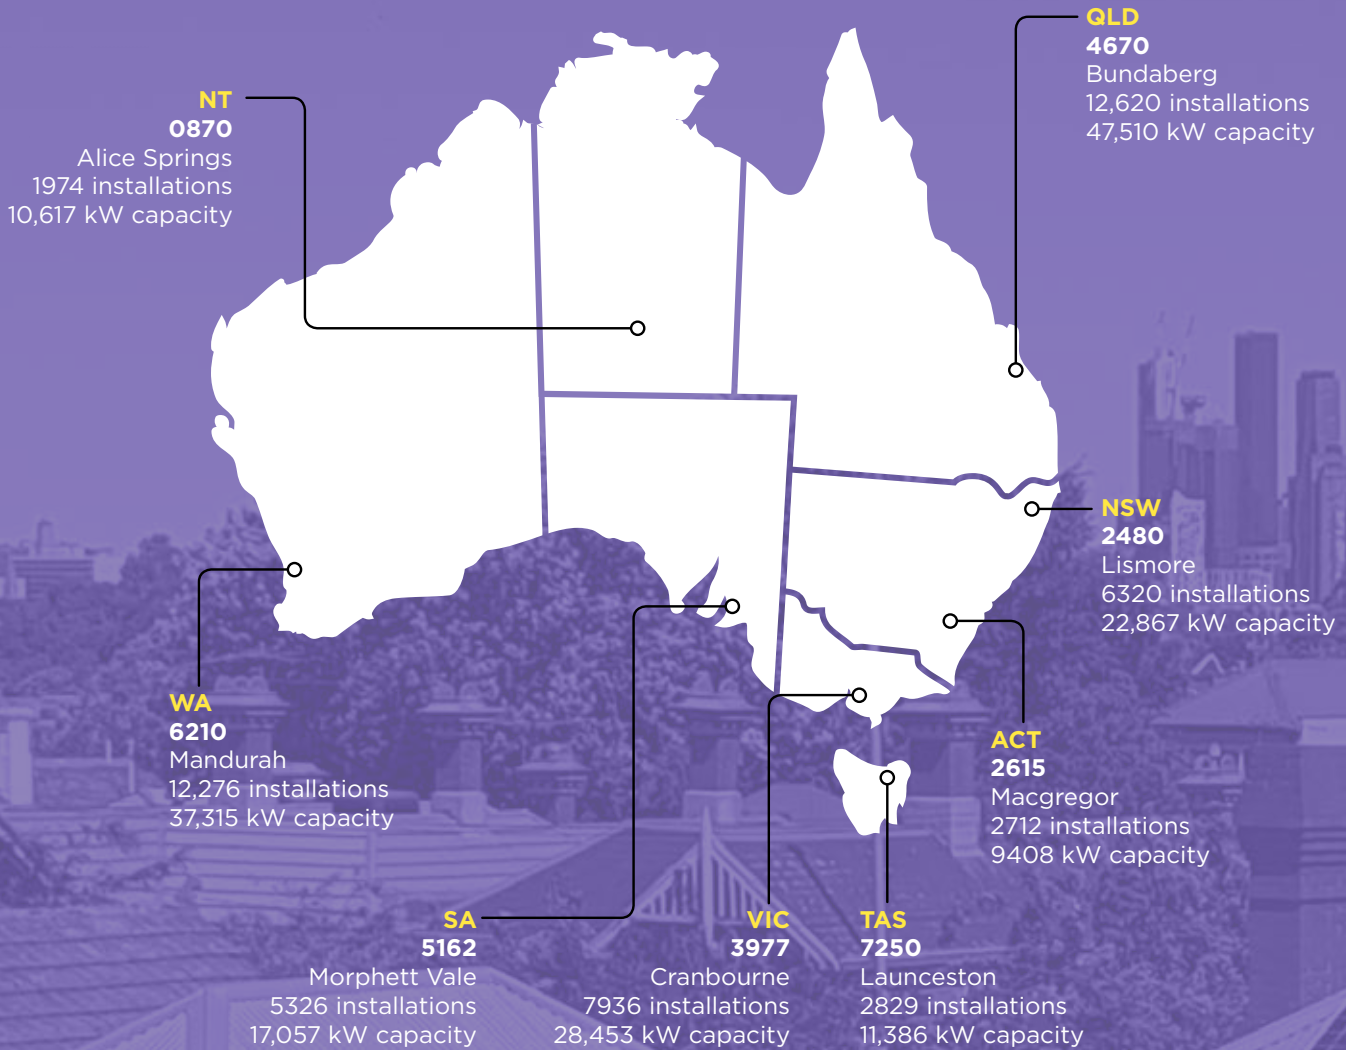 QLD
4670
Bundaberg
12,620 installations
47,510 kW capacity
NT
0870
Alice Springs
1974 installations
10,617 kW capacity
NSW
2480
Lismore
6320 installations
22,867 kW capacity
WA
6210
Mandurah
12,276 installations
37,315 kW capacity
ACT
2615
Macgregor
2712 installations
9408 kW capacity
SA
5162
Morphett Vale
5326 installations
17,057 kW capacity
VIC
3977
Cranbourne
7936 installations
28,453 kW capacity
TAS
7250
Launceston
2829 installations
11,386 kW capacity